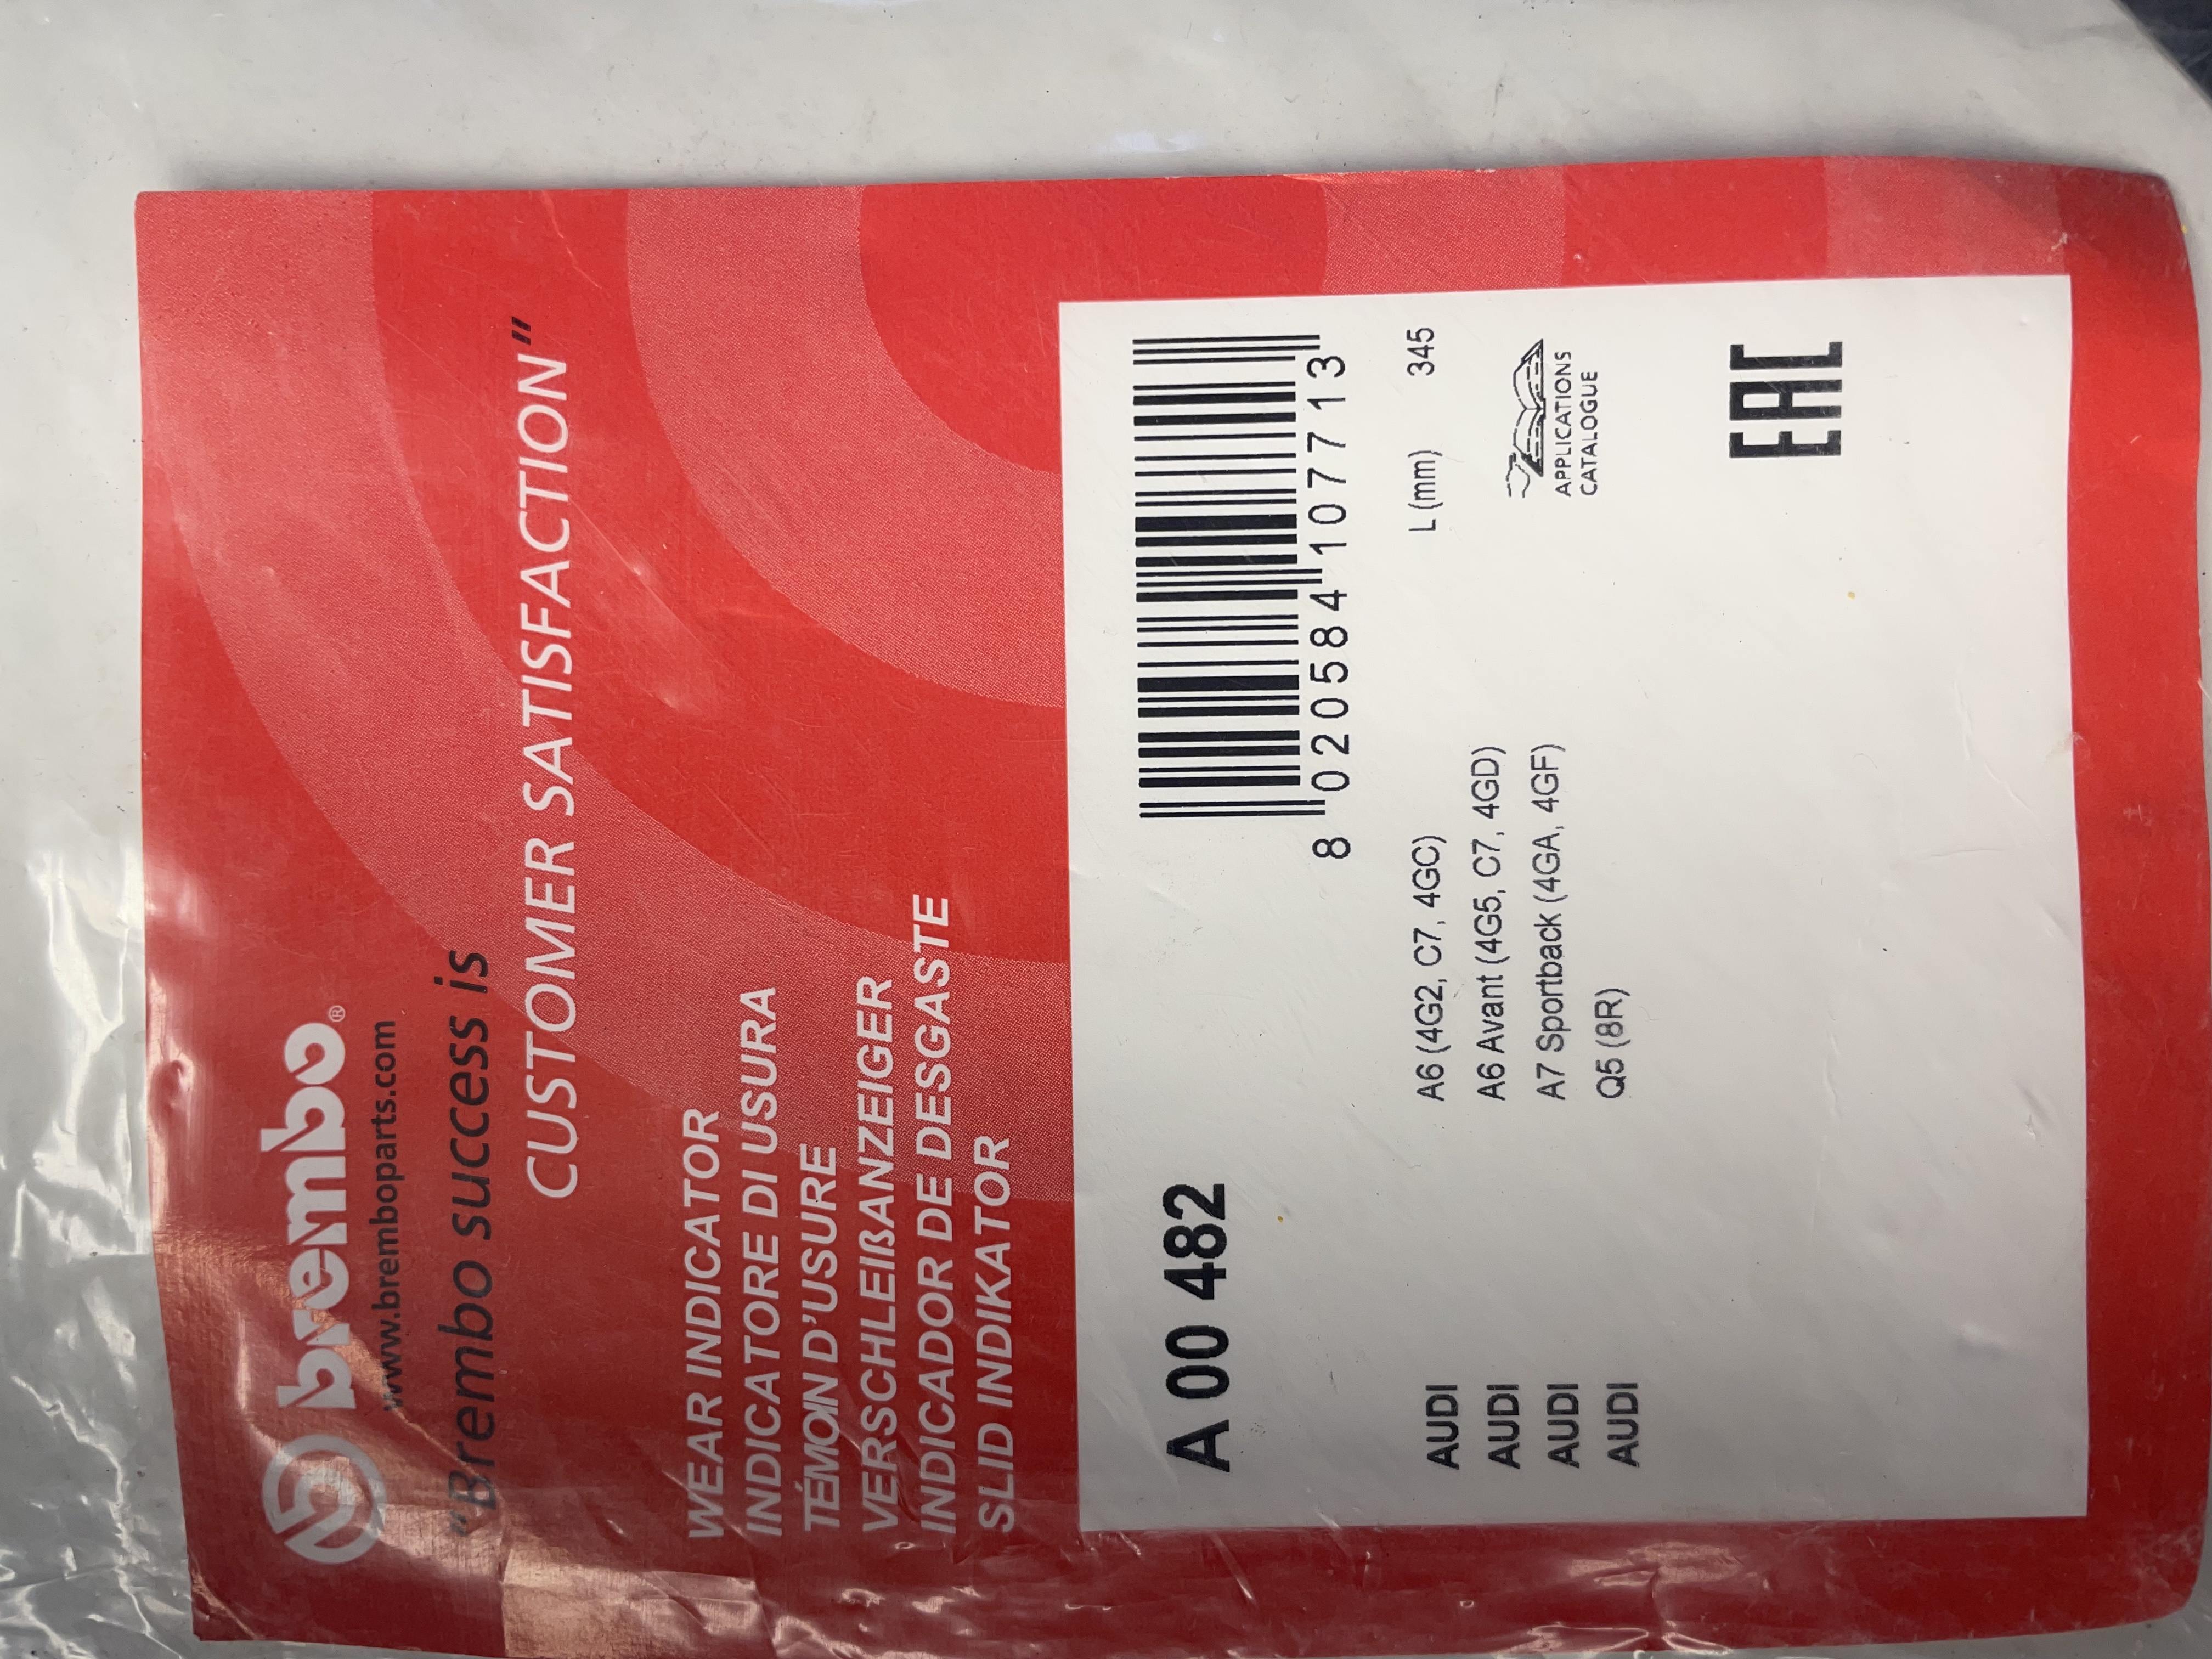 brembo®
www.bremboparts.com
"Brembo success is
CUSTOMER SATISFACTION"
WEAR INDICATOR
INDICATORE DI USURA
TÉMOIN D'USURE
VERSCHLEIßANZEIGER
INDICADOR DE DESGASTE
SLID INDIKATOR
A 00 482
8 020584 107713
AUDI A6 (4G2, C7, 4GC) L (mm) 345
AUDI A6 Avant (4G5, C7, 4GD)
AUDI A7 Sportback (4GA, 4GF)
AUDI Q5 (8R)
APPLICATIONS
CATALOGUE
EAC